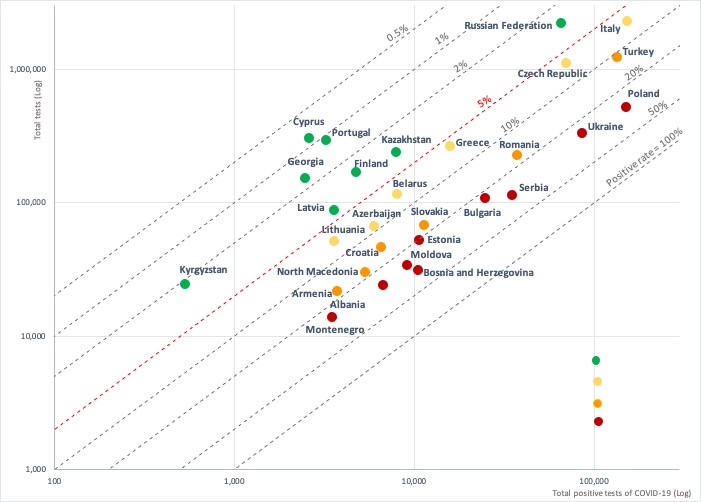 Russian Federation
Italy
0.5%
1%
Turkey
2%
1,000,000
Czech Republic
20%
Total tests (Log)
Poland
5%
50%
Cyprus
10%
Ukraine
Portugal
Kazakhstan
Greece
Romania
Positive rate = 100%
Georgia
Finland
Belarus
Serbia
100,000
Latvia
Azerbaijan
Slovakia
Bulgaria
Lithuania
Estonia
Croatia
Moldova
Kyrgyzstan
North Macedonia
Bosnia and Herzegovina
Armenia
Albania
Montenegro
10,000
1,000
100
1,000
10,000
100,000
Total positive tests of COVID-19 (Log)